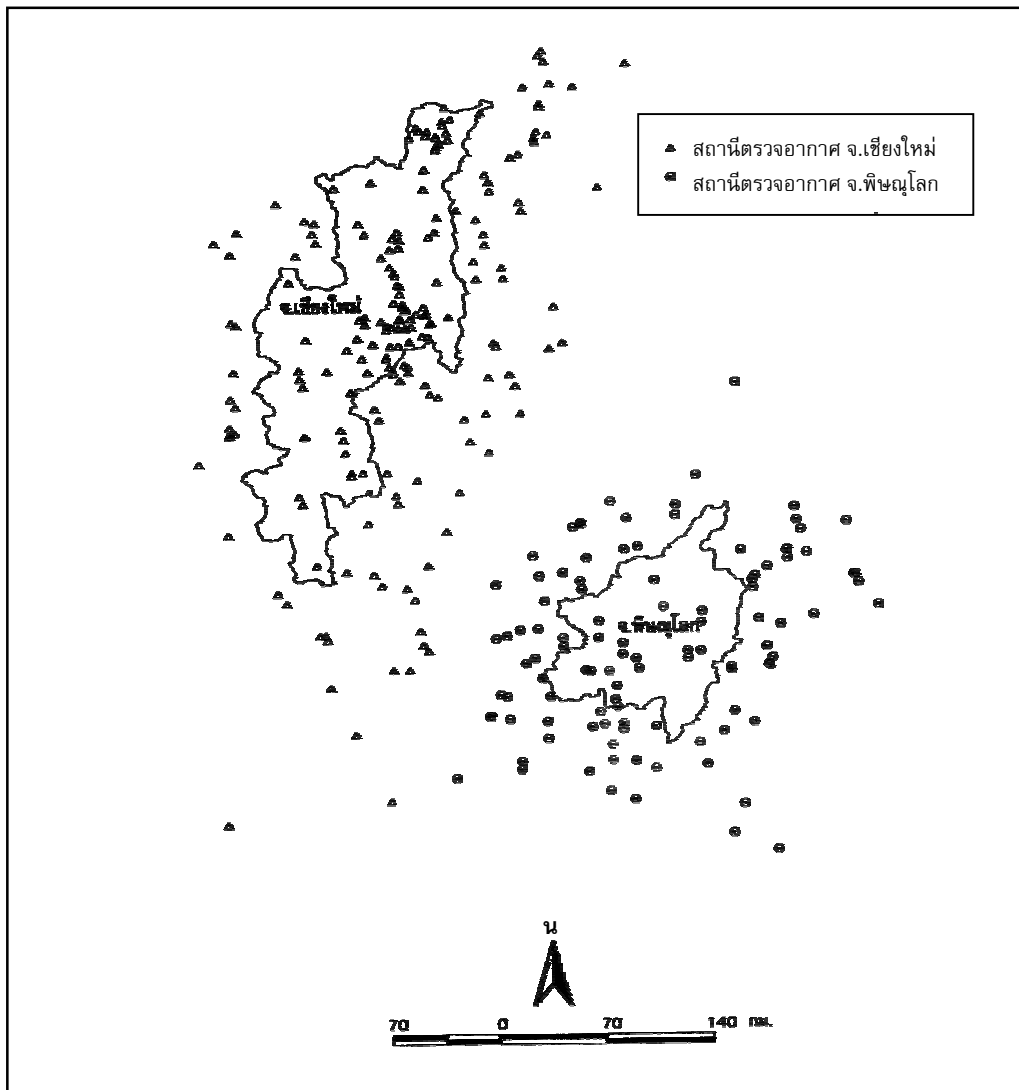 สถานีตรวจอากาศ จ.เชียงใหม่
สถานีตรวจอากาศ จ.พิษณุโลก
จ.เชียงใหม่
จ.พิษณุโลก
น
70 0 70 140 กม.